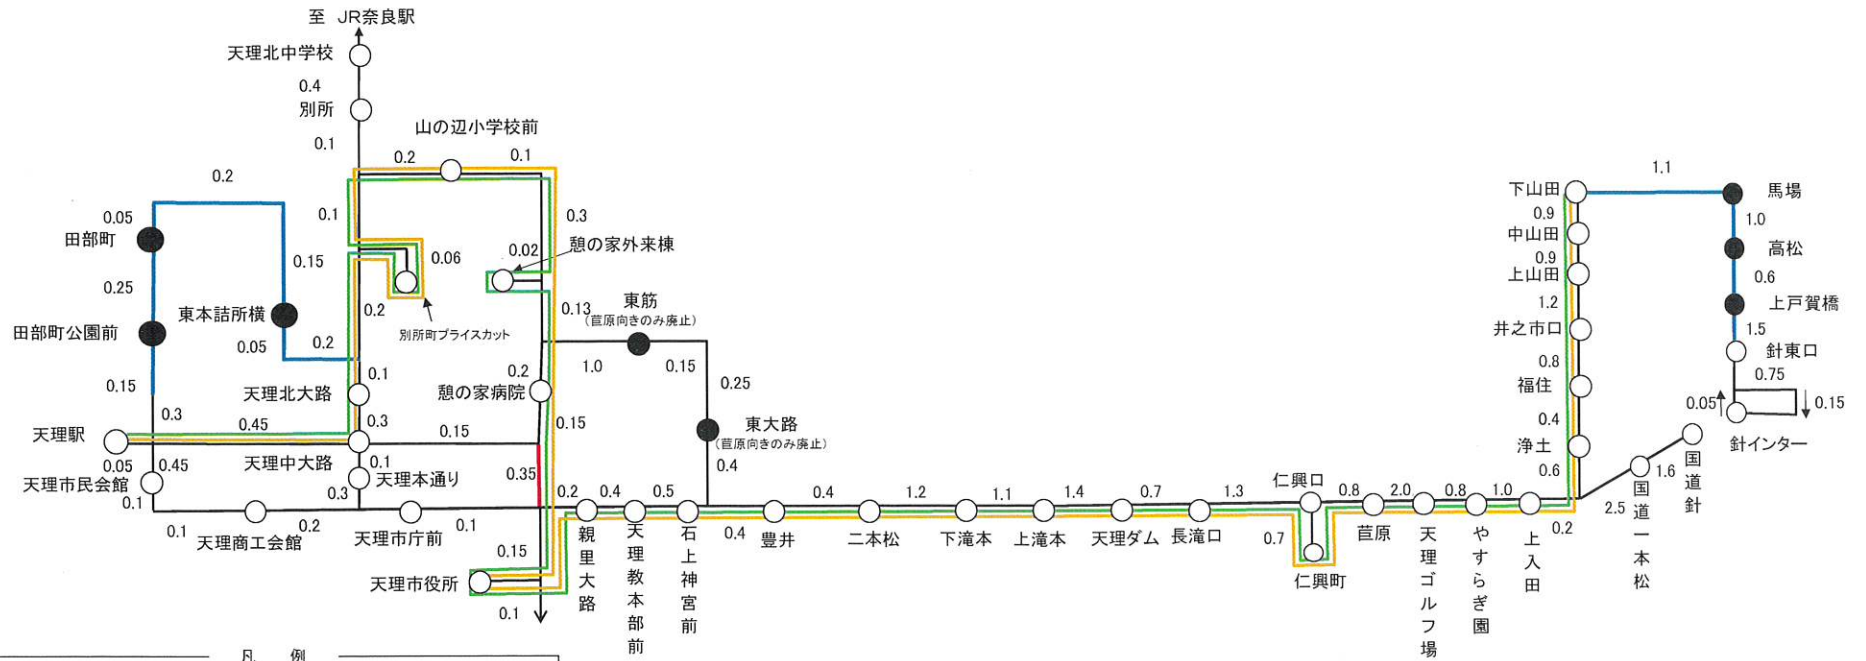 至 JR奈良駅
天理北中学校
0.4
別所
0.1
山の辺小学校前
0.2
0.1
0.2
0.05
田部町
0.25
0.15
東本詰所横
田部町公園前
0.05
0.2
0.15
0.1
0.06
0.2
別所町プライスカット
0.3
0.02
憩の家外来棟
0.13
東筋
(苣原向きのみ廃止)
1.0
0.15
0.25
東大路
(苣原向きのみ廃止)
0.4
0.2
憩の家病院
0.15
0.35
天理北大路
0.1
0.3
天理駅
0.3
0.45
0.15
0.05
0.45
天理中大路
0.1
天理本通り
天理市民会館
0.1
0.1
天理商工会館
0.2
0.3
天理市庁前
0.1
0.15
天理市役所
0.1
0.2
親里大路
0.4
天理教本部前
0.5
石上神宮前
0.4
豊井
0.4
二本松
1.2
下滝本
1.1
上滝本
1.4
天理ダム
0.7
長滝口
1.3
仁興口
0.7
仁興町
0.8
苣原
2.0
天理ゴルフ場
0.8
やすらぎ園
1.0
上入田
0.2
下山田
0.9
中山田
0.9
上山田
1.2
井之市口
0.8
福住
0.4
浄土
0.6
2.5
国道一本松
1.6
国道針
1.1
馬場
1.0
高松
0.6
上戸賀橋
1.5
針東口
0.75
0.05
0.15
針インター
凡 例